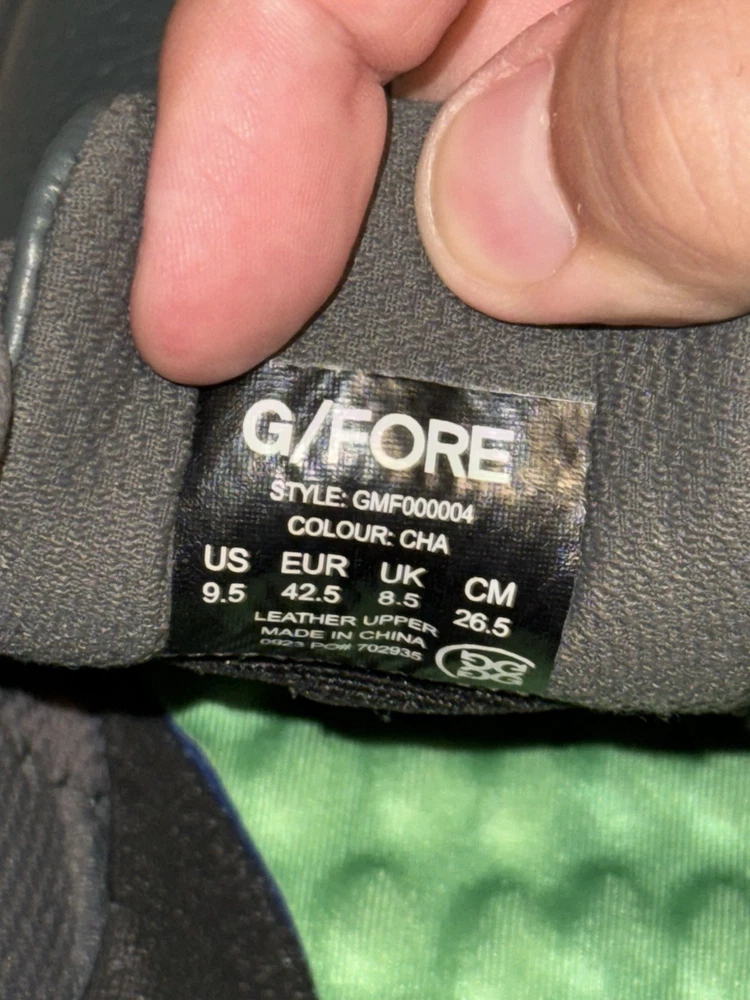 G/FORE
STYLE: GMF000004
COLOUR: CHA
US EUR UK CM
9.5 42.5 8.5 26.5
LEATHER UPPER
MADE IN CHINA
0923 PO# 702935